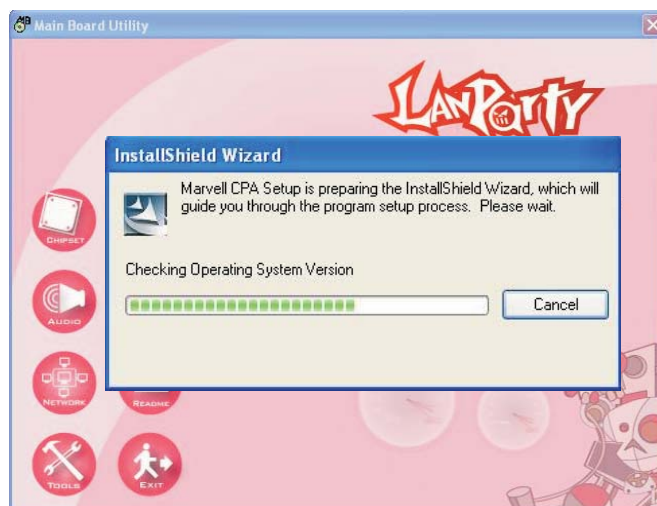 Main Board Utility
LANPARTY
InstallShield Wizard
Marvell CPA Setup is preparing the InstallShield Wizard, which will
guide you through the program setup process. Please wait.
Checking Operating System Version
Cancel
CHIPSET
AUDIO
NETWORK
README
TOOLS
EXIT